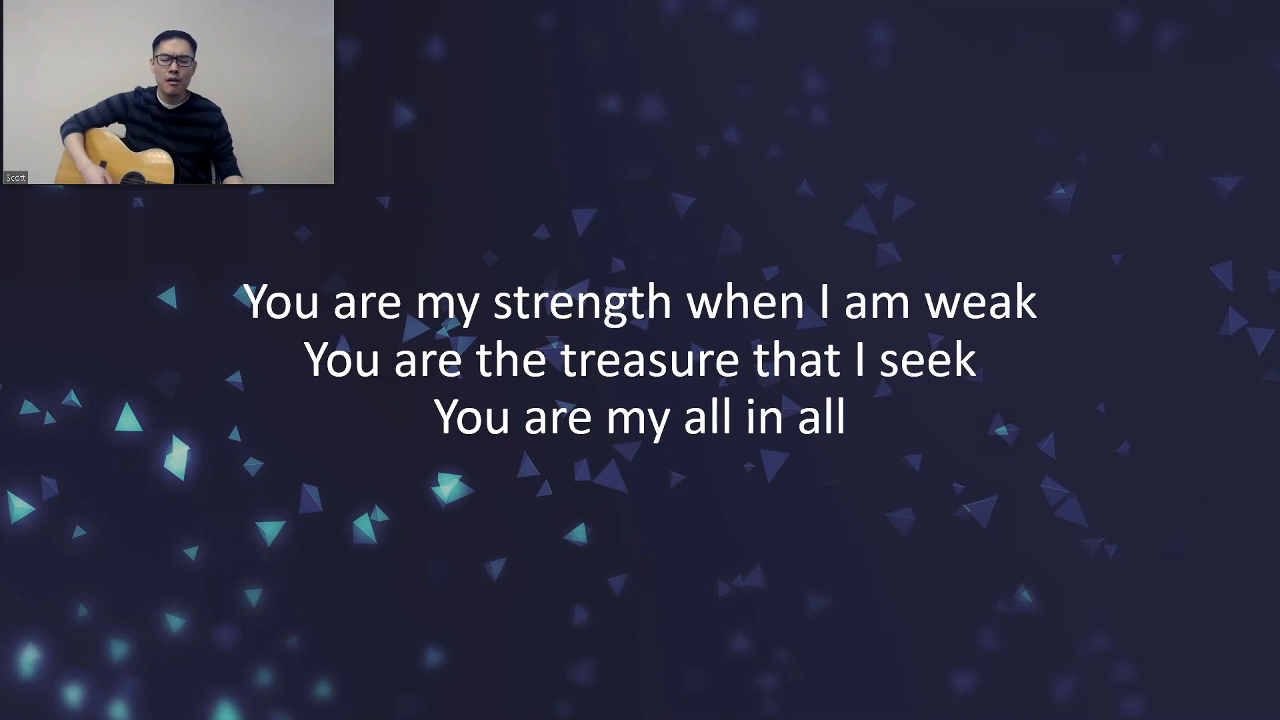 Scott
You are my strength when I am weak
You are the treasure that I seek
You are my all in all